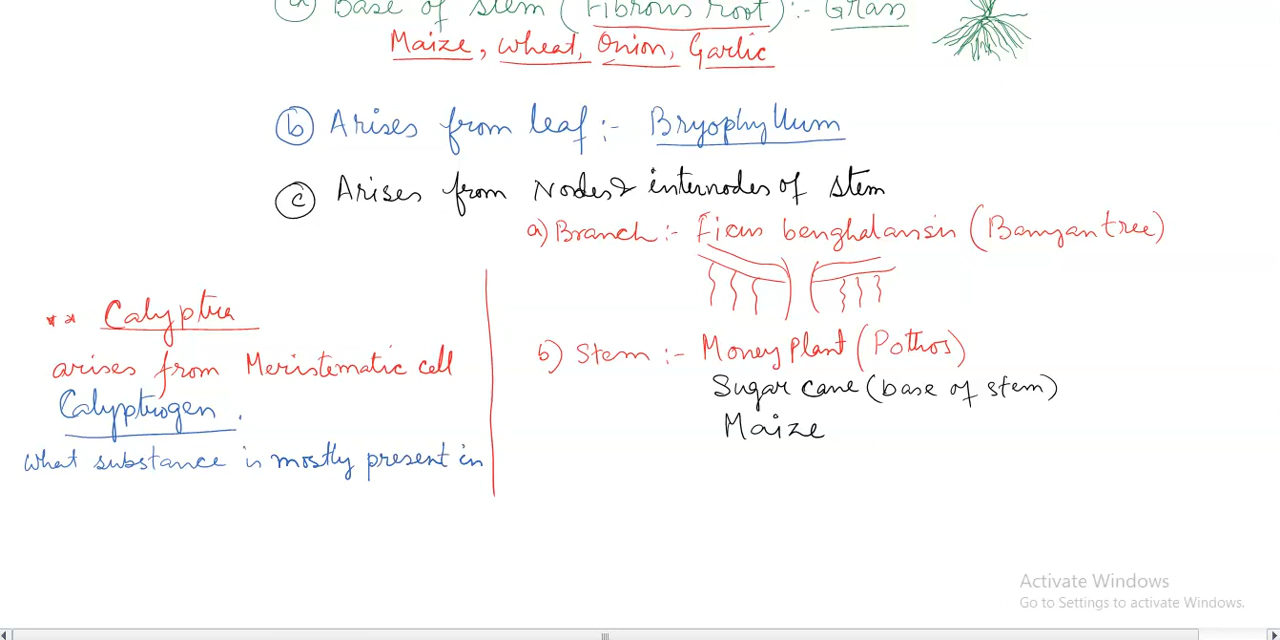 (a) Base of stem (Fibrous root) :- Grass
Maize, Wheat, Onion, Garlic
(b) Arises from leaf :- Bryophyllum
(c) Arises from Nodes & internodes of stem
a) Branch :- Ficus benghalansis (Banyan tree)
** Calyptra
arises from Meristematic cell
Calyptrogen.
What substance is mostly present in
b) Stem :- Money Plant (Pothos)
Sugar cane (base of stem)
Maize
Activate Windows
Go to Settings to activate Windows.